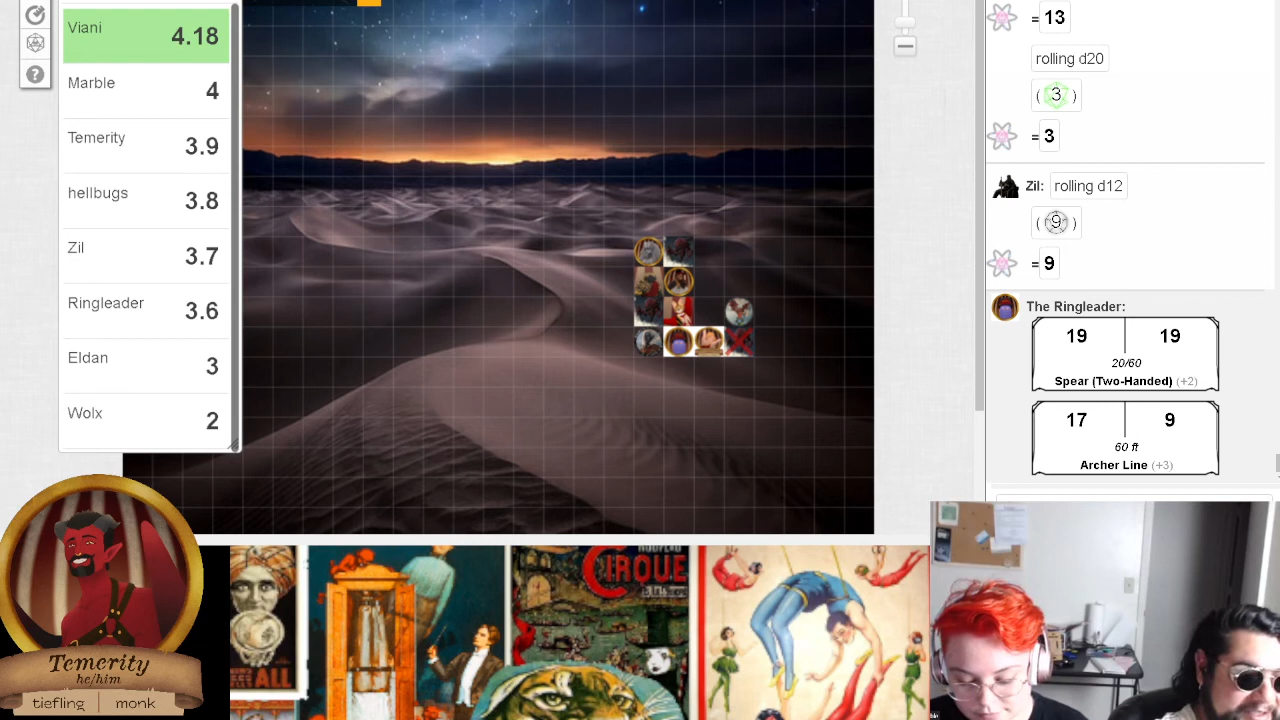 Viani
4.18
Marble
4
Temerity
3.9
hellbugs
3.8
Zil
3.7
Ringleader
3.6
Eldan
3
Wolx
2
?
= 13
rolling d20
( 3 )
= 3
Zil: rolling d12
( 9 )
= 9
The Ringleader:
19 19
20/60
Spear (Two-Handed) (+2)
17 9
60 ft
Archer Line (+3)
Temerity
he/him
tiefling | monk
ALL
CIRQUE